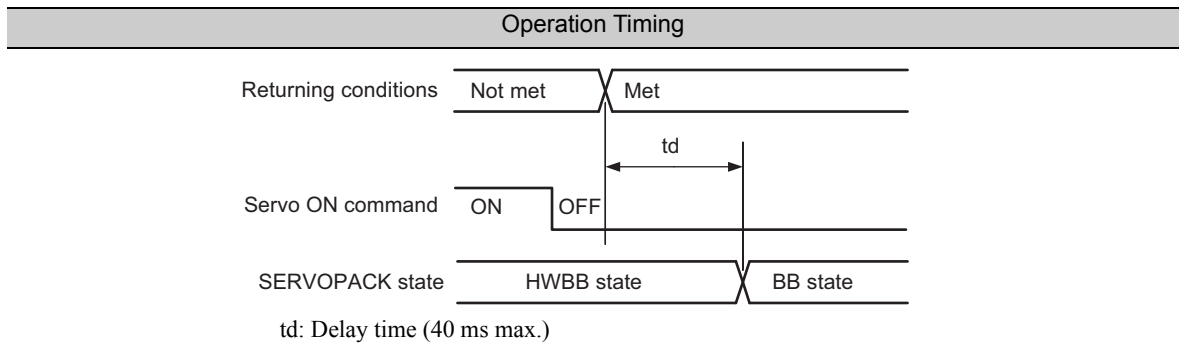 Operation Timing
Returning conditions Not met Met
td
Servo ON command ON OFF
SERVOPACK state HWBB state BB state
td: Delay time (40 ms max.)